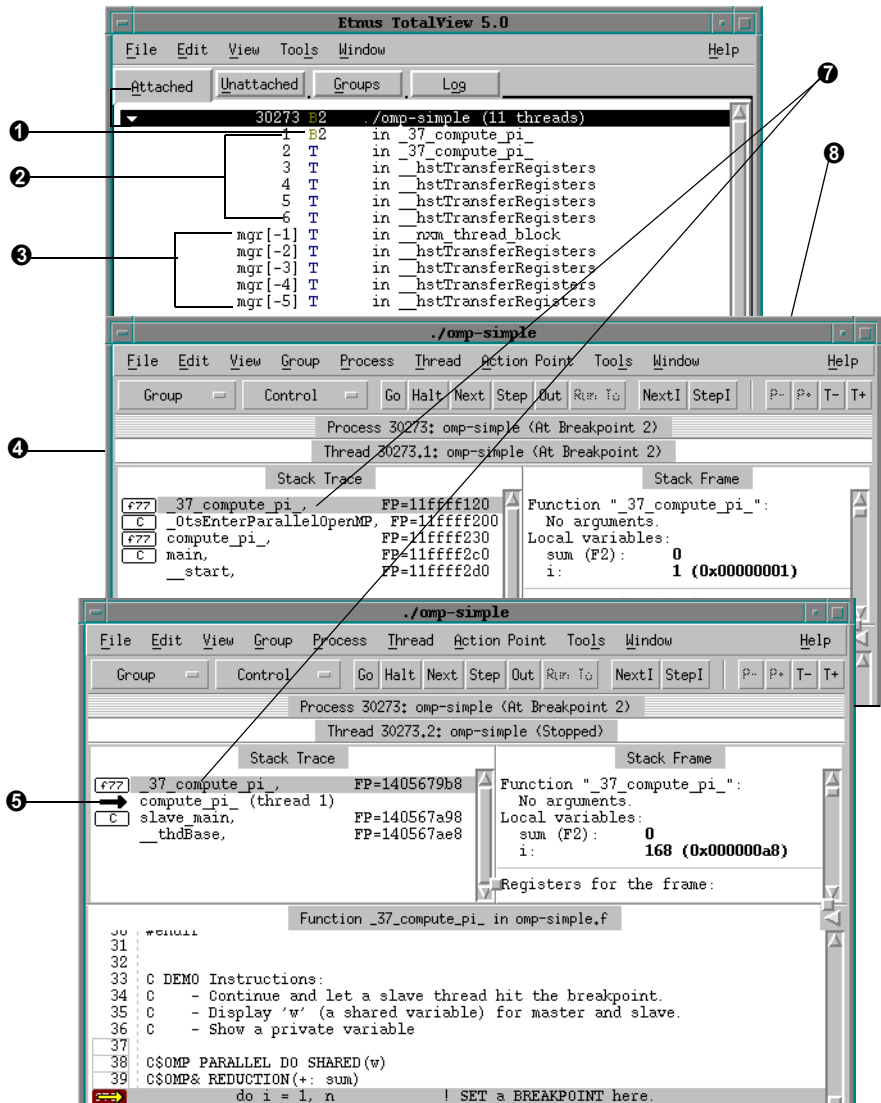 Etnus TotalView 5.0
File Edit View Tools Window Help
Attached Unattached Groups Log
30273 B2 ./omp-simple (11 threads)
1 B2 in _37_compute_pi_
2 T in _37_compute_pi_
3 T in __hstTransferRegisters
4 T in __hstTransferRegisters
5 T in __hstTransferRegisters
6 T in __hstTransferRegisters
mgr[-1] T in __nxm_thread_block
mgr[-2] T in __hstTransferRegisters
mgr[-3] T in __hstTransferRegisters
mgr[-4] T in __hstTransferRegisters
mgr[-5] T in __hstTransferRegisters
❶
❷
❸
❼
❽
./omp-simple
File Edit View Group Process Thread Action Point Tools Window Help
Group Control Go Halt Next Step Out Run To NextI StepI P- P+ T- T+
Process 30273: omp-simple (At Breakpoint 2)
❹
Thread 30273.1: omp-simple (At Breakpoint 2)
Stack Trace
f77 _37_compute_pi_, FP=11ffff120
C _OtsEnterParallelOpenMP, FP=11ffff200
f77 compute_pi_, FP=11ffff230
C main, FP=11ffff2c0
__start, FP=11ffff2d0
Stack Frame
Function "_37_compute_pi_":
No arguments.
Local variables:
sum (F2): 0
i: 1 (0x00000001)
./omp-simple
File Edit View Group Process Thread Action Point Tools Window Help
Group Control Go Halt Next Step Out Run To NextI StepI P- P+ T- T+
Process 30273: omp-simple (At Breakpoint 2)
Thread 30273.2: omp-simple (Stopped)
Stack Trace
f77 _37_compute_pi_, FP=1405679b8
❺
compute_pi_ (thread 1)
C slave_main, FP=140567a98
__thdBase, FP=140567ae8
Stack Frame
Function "_37_compute_pi_":
No arguments.
Local variables:
sum (F2): 0
i: 168 (0x000000a8)
Registers for the frame:
Function _37_compute_pi_ in omp-simple.f
30 #endif
31
32
33 C DEMO Instructions:
34 C - Continue and let a slave thread hit the breakpoint.
35 C - Display 'w' (a shared variable) for master and slave.
36 C - Show a private variable
37
38 C$OMP PARALLEL DO SHARED(w)
39 C$OMP& REDUCTION(+: sum)
do i = 1, n ! SET a BREAKPOINT here.